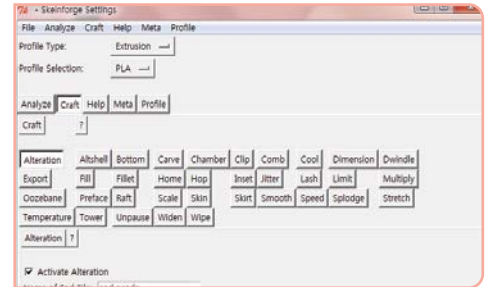 - Skeinforge Settings
File Analyze Craft Help Meta Profile
Profile Type: Extrusion
Profile Selection: PLA
Analyze Craft Help Meta Profile
Craft ?
Alteration Altshell Bottom Carve Chamber Clip Comb Cool Dimension Dwindle
Export Fill Fillet Home Hop Inset Jitter Lash Limit Multiply
Oozebane Preface Raft Scale Skin Skirt Smooth Speed Splodge Stretch
Temperature Tower Unpause Widen Wipe
Alteration ?
Activate Alteration